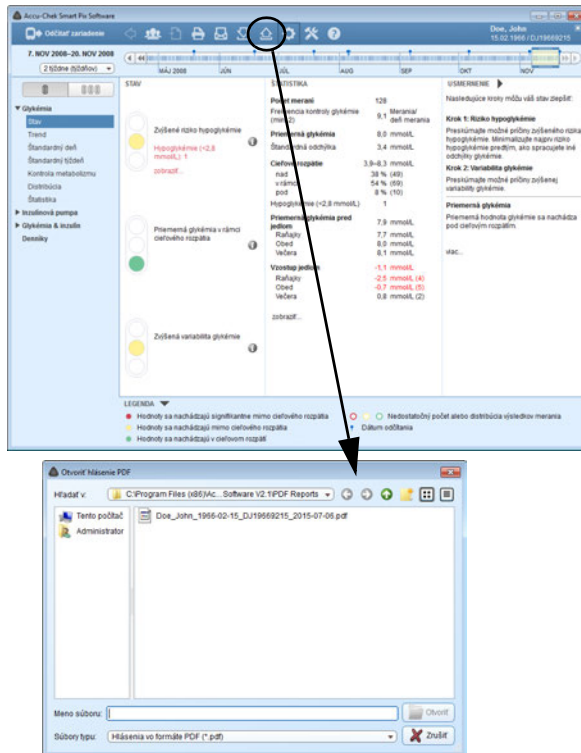 Accu-Chek Smart Pix Software
Odčítať zariadenie
Doe, John
15.02.1966 / DJ19669215
7. NOV 2008–20. NOV 2008
2 týždne (týždňov)
MÁJ 2008 JÚN JÚL AUG SEP OKT NOV
Glykémia
Stav
Trend
Štandardný deň
Štandardný týždeň
Kontrola metabolizmu
Distribúcia
Štatistika
Inzulínová pumpa
Glykémia & inzulín
Denníky
STAV
Zvýšené riziko hypoglykémie
Hypoglykémie (<2,8
mmol/L): 1
zobraziť...
Priemerná glykémia v rámci
cieľového rozpätia
Zvýšená variabilita glykémie
ŠTATISTIKA
Počet meraní 128
Frekvencia kontroly glykémie 9,1 Merania/
deň merania
Priemerná glykémia 8,0 mmol/L
Štandardná odchýlka 3,4 mmol/L
Cieľové rozpätie 3,9–8,3 mmol/L
nad 38 % (49)
v rámci 54 % (69)
pod 8 % (10)
Hypoglykémie (<2,8 mmol/L) 1
Priemerná glykémia pred
jedlom 7,9 mmol/L
Raňajky 7,7 mmol/L
Obed 8,0 mmol/L
Večera 8,1 mmol/L
Vzostup jedlom -1,1 mmol/L
Raňajky -2,5 mmol/L (4)
Obed -0,7 mmol/L (5)
Večera 0,8 mmol/L (2)
zobraziť...
USMERNENIE
Nasledujúce kroky môžu váš stav zlepšiť:
Krok 1: Riziko hypoglykémie
Preskúmajte možné príčiny zvýšeného rizika
hypoglykémie. Minimalizujte najprv riziko
hypoglykémie predtým, ako spracujete iné
odchýlky glykémie.
Krok 2: Variabilita glykémie
Preskúmajte možné príčiny zvýšenej
variability glykémie.
Priemerná glykémia
Priemerná hodnota glykémie sa nachádza
pod cieľovým rozpätím.
viac...
LEGENDA
Hodnoty sa nachádzajú signifikantne mimo cieľového rozpätia
Nedostatočný počet alebo distribúcia výsledkov merania
Hodnoty sa nachádzajú mimo cieľového rozpätia
Dátum odčítania
Hodnoty sa nachádzajú v cieľovom rozpätí
Otvoriť hlásenie PDF
Hľadať v: C:\Program Files (x86)\Ac...Software V2.1\PDF Reports
Tento počítač
Administrator
Doe_John_1966-02-15_DJ19669215_2015-07-06.pdf
Meno súboru:
Otvoriť
Súbory typu: Hlásenia vo formáte PDF (*.pdf)
Zrušiť